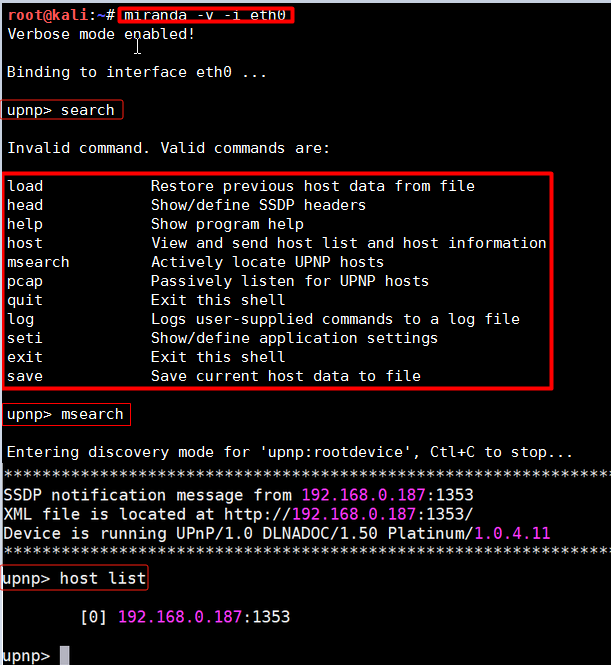 root@kali:~# miranda -v -i eth0
Verbose mode enabled!
Binding to interface eth0 ...
upnp> search
Invalid command. Valid commands are:
load Restore previous host data from file
head Show/define SSDP headers
help Show program help
host View and send host list and host information
msearch Actively locate UPNP hosts
pcap Passively listen for UPNP hosts
quit Exit this shell
log Logs user-supplied commands to a log file
seti Show/define application settings
exit Exit this shell
save Save current host data to file
upnp> msearch
Entering discovery mode for 'upnp:rootdevice', Ctl+C to stop...
****************************************************************
SSDP notification message from 192.168.0.187:1353
XML file is located at http://192.168.0.187:1353/
Device is running UPnP/1.0 DLNADOC/1.50 Platinum/1.0.4.11
****************************************************************
upnp> host list
[0] 192.168.0.187:1353
upnp>